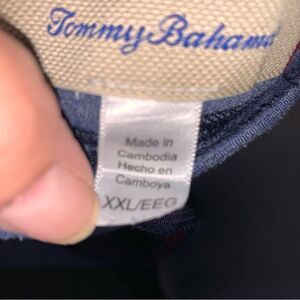 Tommy Bahama
Made in
Cambodia
Hecho en
Camboya
XXL/EEG